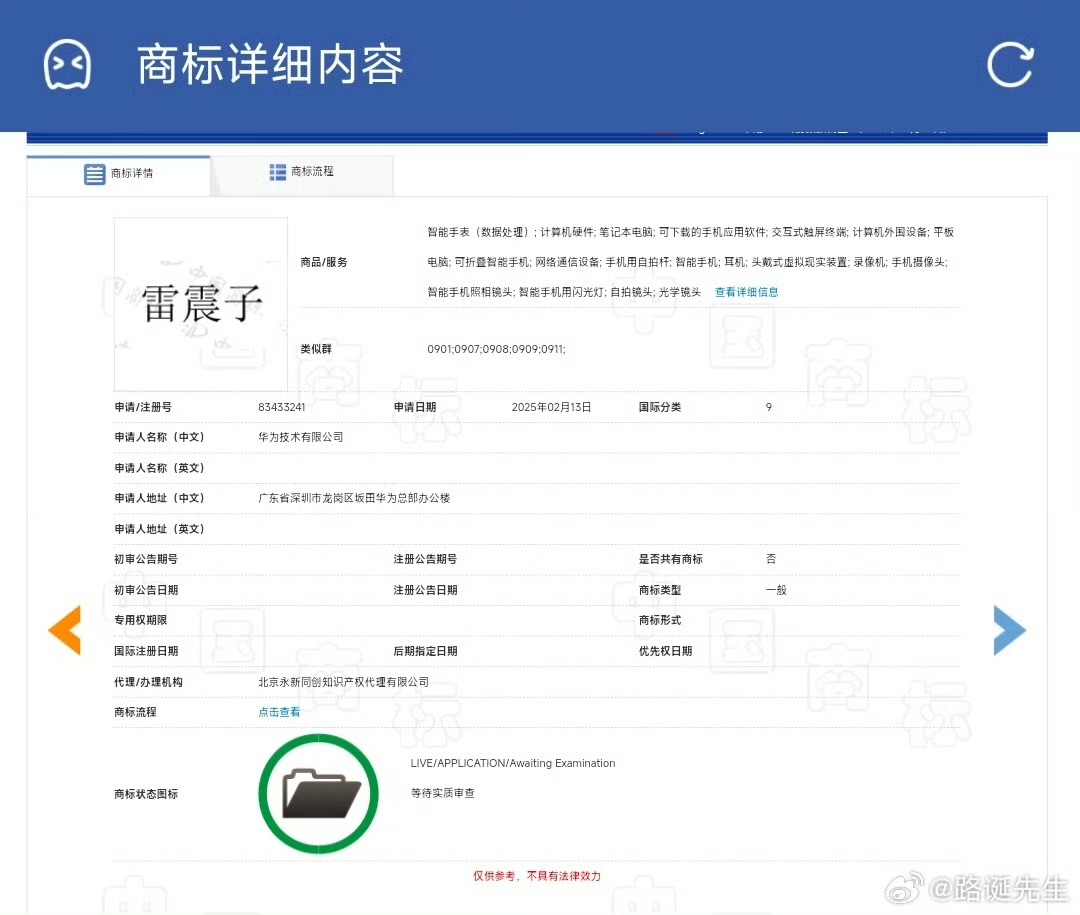 商标详细内容
商标详情
商标流程
雷震子
商品/服务
智能手表（数据处理）; 计算机硬件; 笔记本电脑; 可下载的手机应用软件; 交互式触屏终端; 计算机外围设备; 平板
电脑; 可折叠智能手机; 网络通信设备; 手机用自拍杆; 智能手机; 耳机; 头戴式虚拟现实装置; 录像机; 手机摄像头;
智能手机照相镜头; 智能手机用闪光灯; 自拍镜头; 光学镜头 查看详细信息
类似群 0901;0907;0908;0909;0911;
申请/注册号 83433241 申请日期 2025年02月13日 国际分类 9
申请人名称（中文） 华为技术有限公司
申请人名称（英文）
申请人地址（中文） 广东省深圳市龙岗区坂田华为总部办公楼
申请人地址（英文）
初审公告期号 注册公告期号 是否共有商标 否
初审公告日期 注册公告日期 商标类型 一般
专用权期限 商标形式
国际注册日期 后期指定日期 优先权日期
代理/办理机构 北京永新同创知识产权代理有限公司
商标流程 点击查看
商标状态图标
LIVE/APPLICATION/Awaiting Examination
等待实质审查
仅供参考，不具有法律效力
@路诞先生